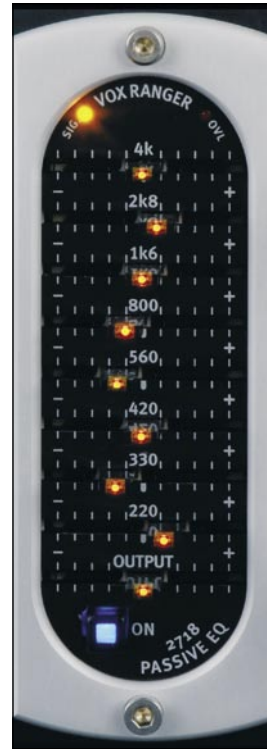 VOX RANGER
SIG OVL
4k
2k8
- +
1k6
800
- +
560
- +
420
- +
330
- +
220
- +
OUTPUT
ON
2718
PASSIVE EQ